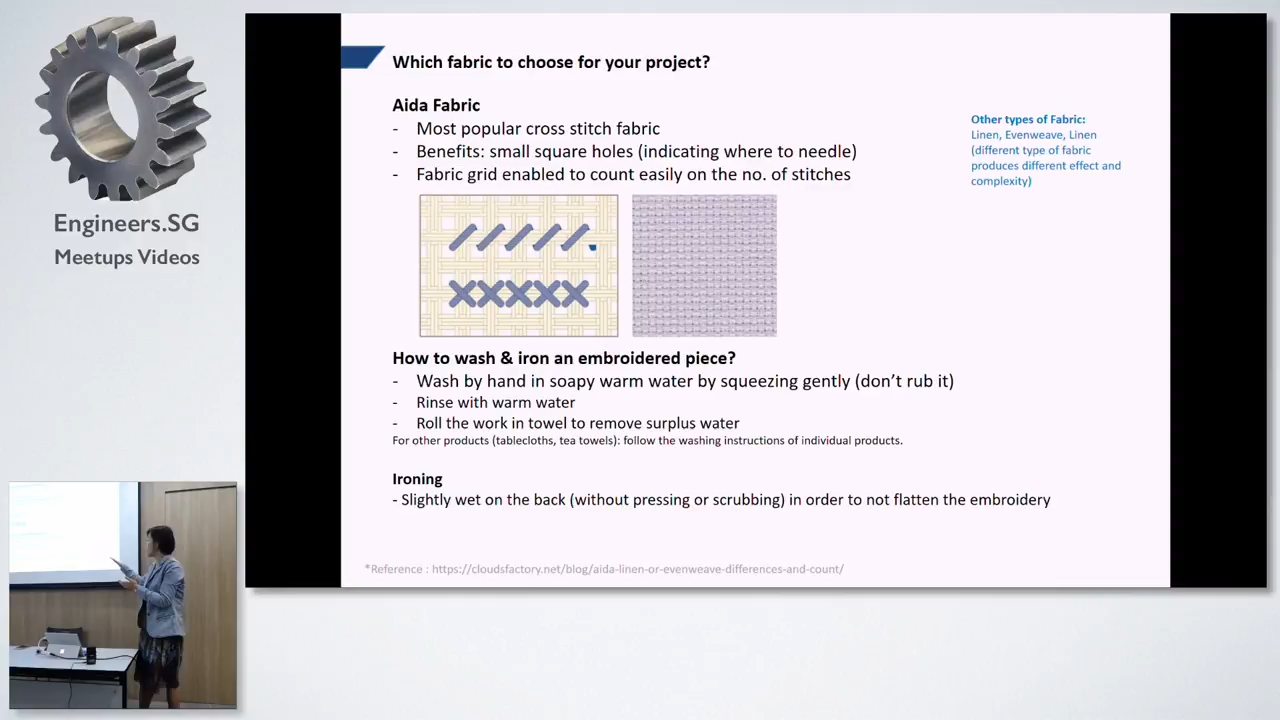 Engineers.SG
Meetups Videos
Which fabric to choose for your project?
Aida Fabric
- Most popular cross stitch fabric
- Benefits: small square holes (indicating where to needle)
- Fabric grid enabled to count easily on the no. of stitches
Other types of Fabric:
Linen, Evenweave, Linen
(different type of fabric
produces different effect and
complexity)
How to wash & iron an embroidered piece?
- Wash by hand in soapy warm water by squeezing gently (don’t rub it)
- Rinse with warm water
- Roll the work in towel to remove surplus water
For other products (tablecloths, tea towels): follow the washing instructions of individual products.
Ironing
- Slightly wet on the back (without pressing or scrubbing) in order to not flatten the embroidery
*Reference : https://cloudsfactory.net/blog/aida-linen-or-evenweave-differences-and-count/